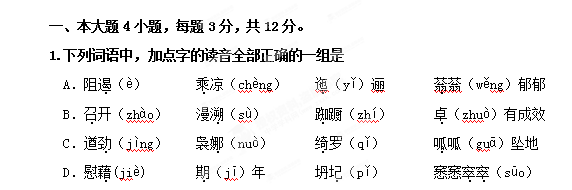 一、本大题4小题，每题3分，共12分。
1.下列词语中，加点字的读音全部正确的一组是
A．阻遏（è） 乘凉（chèng） 迤（yǐ）逦 蓊蓊（wěng）郁郁
B．召开（zhào） 漫溯（sù） 踟蹰（zhí） 卓（zhuò）有成效
C．道劲（jìng） 袅娜（nuò） 绮罗（qǐ） 呱呱（guā）坠地
D．慰藉(jiè) 期（jī）年 圮圮（pǐ） 窸窸窣窣（sūo）